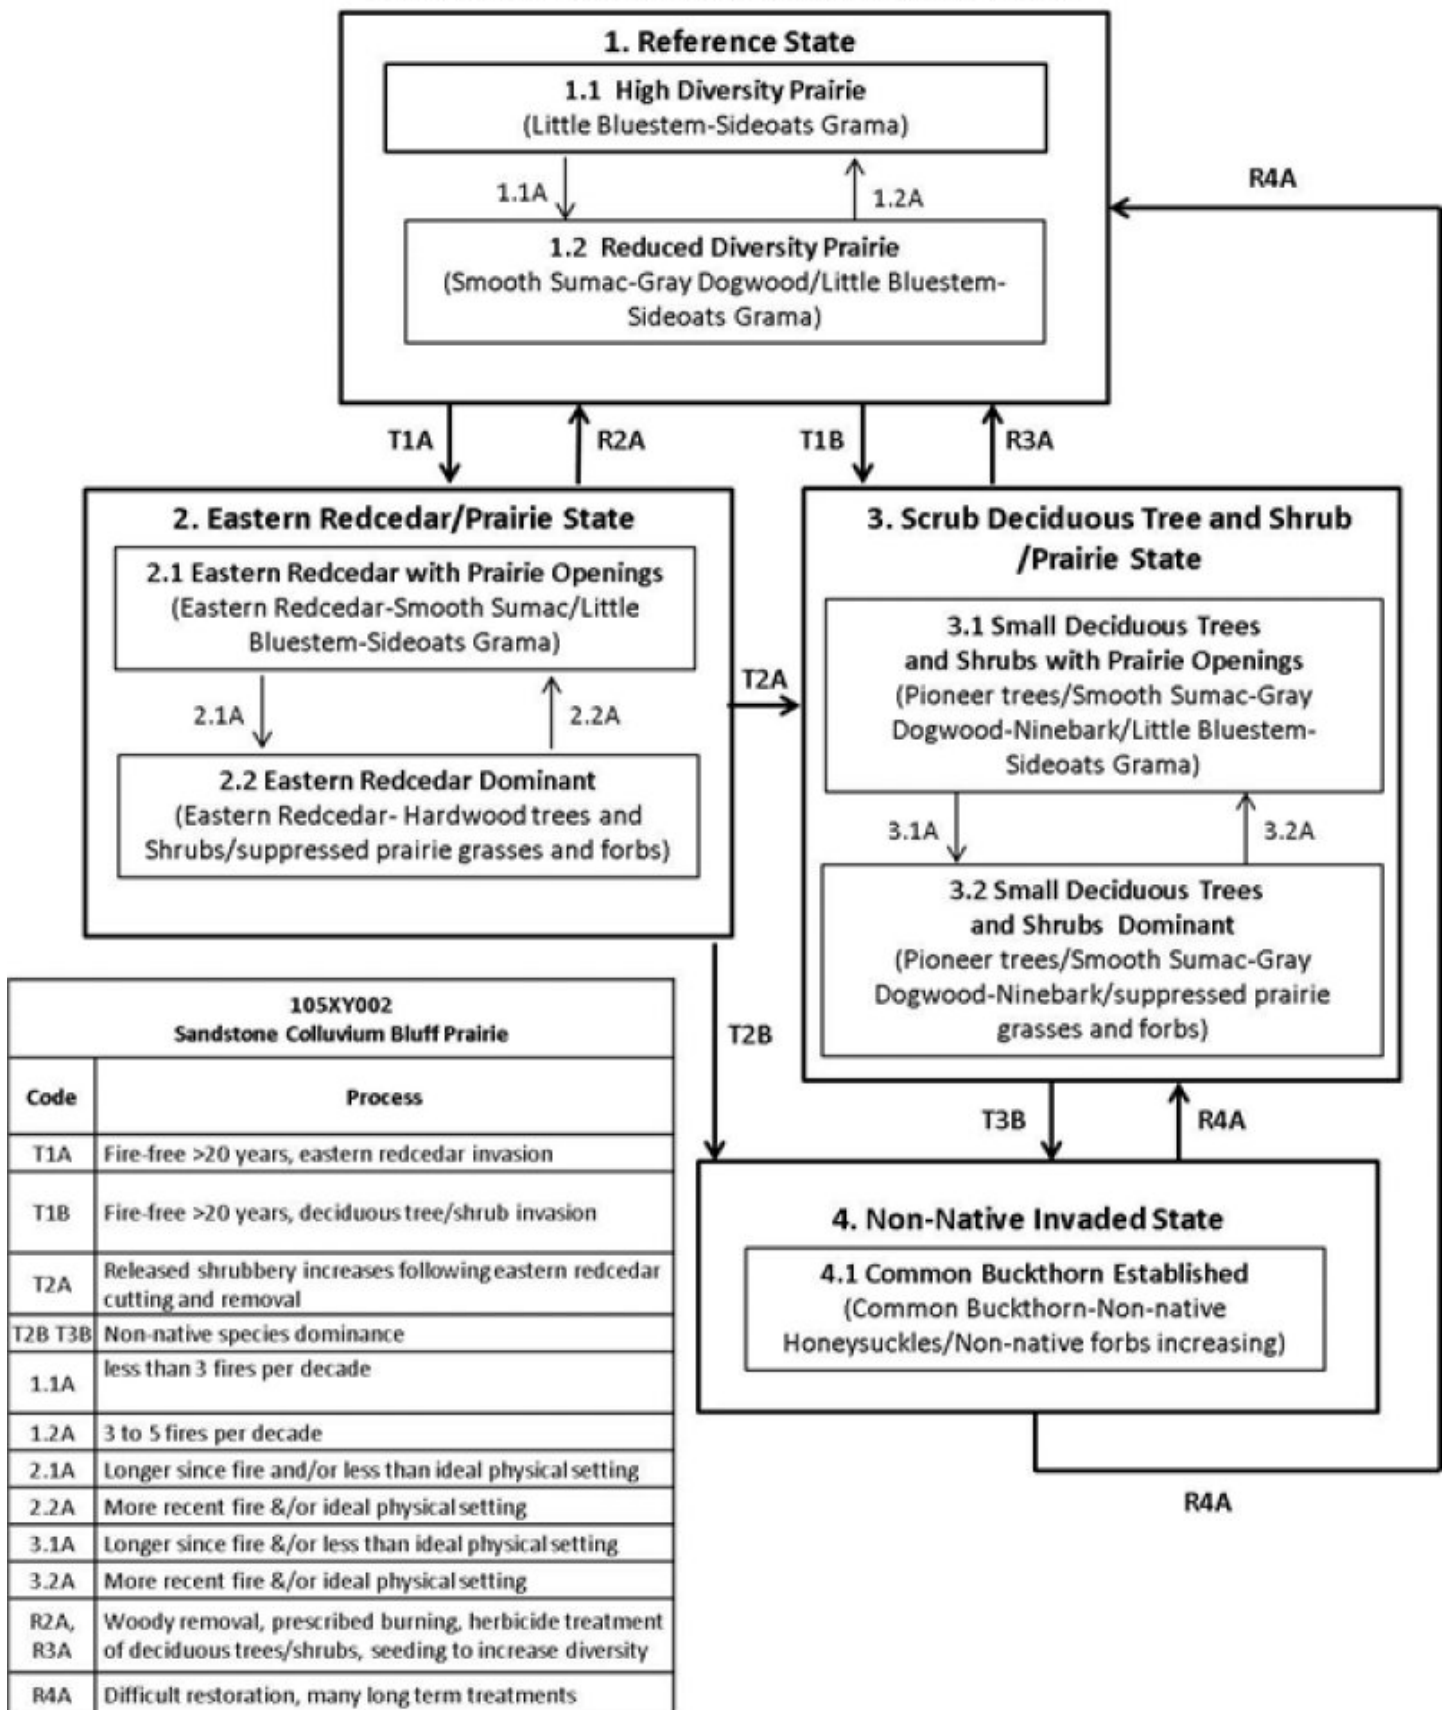 1. Reference State
1.1 High Diversity Prairie
(Little Bluestem-Sideoats Grama)
1.1A
1.2A
R4A
1.2 Reduced Diversity Prairie
(Smooth Sumac-Gray Dogwood/Little Bluestem-
Sideoats Grama)
T1A
R2A
T1B
R3A
2. Eastern Redcedar/Prairie State
2.1 Eastern Redcedar with Prairie Openings
(Eastern Redcedar-Smooth Sumac/Little
Bluestem-Sideoats Grama)
2.1A
2.2A
2.2 Eastern Redcedar Dominant
(Eastern Redcedar- Hardwood trees and
Shrubs/suppressed prairie grasses and forbs)
T2A
3. Scrub Deciduous Tree and Shrub
/Prairie State
3.1 Small Deciduous Trees
and Shrubs with Prairie Openings
(Pioneer trees/Smooth Sumac-Gray
Dogwood-Ninebark/Little Bluestem-
Sideoats Grama)
3.1A
3.2A
3.2 Small Deciduous Trees
and Shrubs Dominant
(Pioneer trees/Smooth Sumac-Gray
Dogwood-Ninebark/suppressed prairie
grasses and forbs)
T2B
T3B
R4A
4. Non-Native Invaded State
4.1 Common Buckthorn Established
(Common Buckthorn-Non-native
Honeysuckles/Non-native forbs increasing)
R4A
105XY002
Sandstone Colluvium Bluff Prairie
Code Process
T1A Fire-free >20 years, eastern redcedar invasion
T1B Fire-free >20 years, deciduous tree/shrub invasion
T2A Released shrubbery increases following eastern redcedar
cutting and removal
T2B T3B Non-native species dominance
1.1A less than 3 fires per decade
1.2A 3 to 5 fires per decade
2.1A Longer since fire and/or less than ideal physical setting
2.2A More recent fire &/or ideal physical setting
3.1A Longer since fire &/or less than ideal physical setting
3.2A More recent fire &/or ideal physical setting
R2A, Woody removal, prescribed burning, herbicide treatment
R3A of deciduous trees/shrubs, seeding to increase diversity
R4A Difficult restoration, many long term treatments